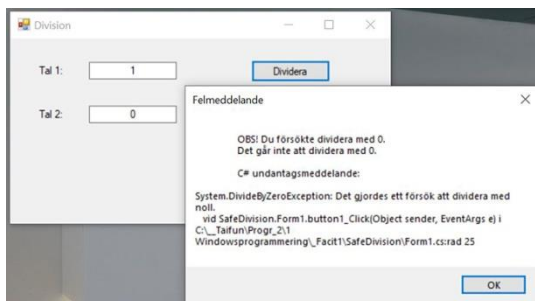 Division
Tal 1:
1
Dividera
Tal 2:
0
Felmeddelande
OBS! Du försökte dividera med 0.
Det går inte att dividera med 0.
C# undantagsmeddelande:
System.DivideByZeroException: Det gjordes ett försök att dividera med
noll.
vid SafeDivision.Form1.button1_Click(Object sender, EventArgs e) i
C:\__Taifun\Progr_2\1
Windowsprogrammering\_Facit1\SafeDivision\Form1.cs:rad 25
OK